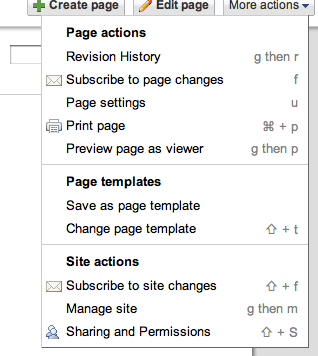 Create page Edit page More actions
Page actions
Revision History g then r
Subscribe to page changes f
Page settings u
Print page ⌘ + p
Preview page as viewer g then p
Page templates
Save as page template
Change page template ⇧ + t
Site actions
Subscribe to site changes ⇧ + f
Manage site g then m
Sharing and Permissions ⇧ + S